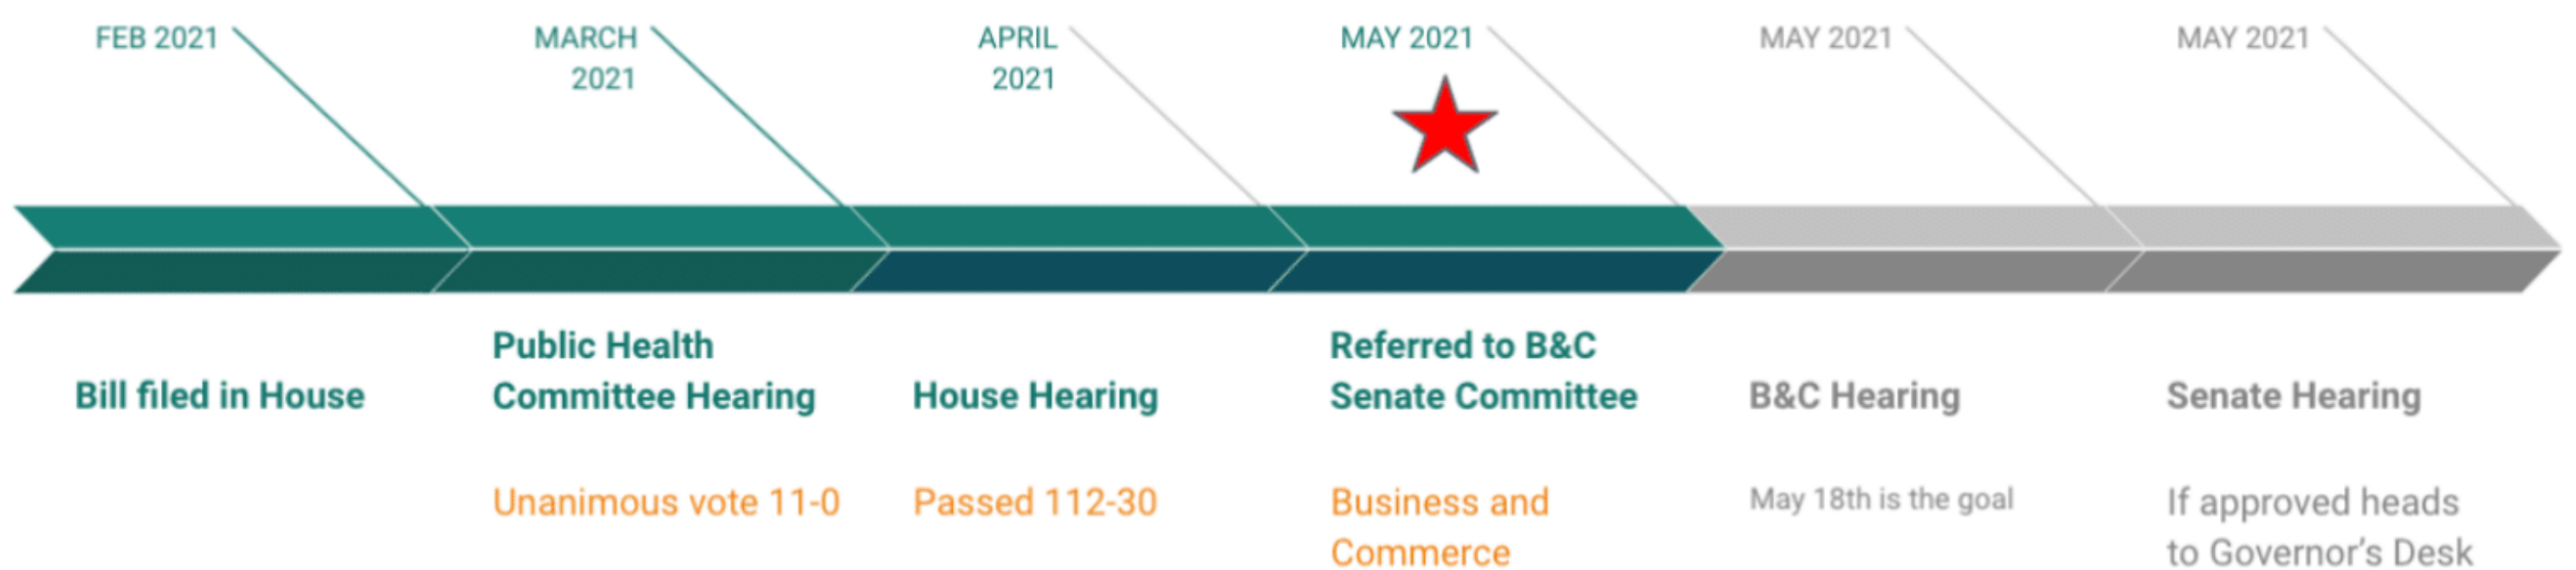 FEB 2021
MARCH
2021
APRIL
2021
MAY 2021
MAY 2021
MAY 2021
Bill filed in House
Public Health
Committee Hearing
Unanimous vote 11-0
House Hearing
Passed 112-30
Referred to B&C
Senate Committee
Business and
Commerce
B&C Hearing
May 18th is the goal
Senate Hearing
If approved heads
to Governor's Desk